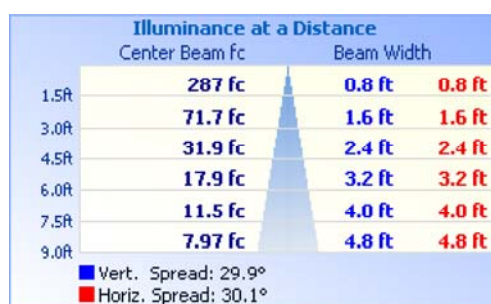 Illuminance at a Distance
Center Beam fc Beam Width
1.5ft 287 fc 0.8 ft 0.8 ft
3.0ft 71.7 fc 1.6 ft 1.6 ft
4.5ft 31.9 fc 2.4 ft 2.4 ft
6.0ft 17.9 fc 3.2 ft 3.2 ft
7.5ft 11.5 fc 4.0 ft 4.0 ft
9.0ft 7.97 fc 4.8 ft 4.8 ft
Vert. Spread: 29.9°
Horiz. Spread: 30.1°